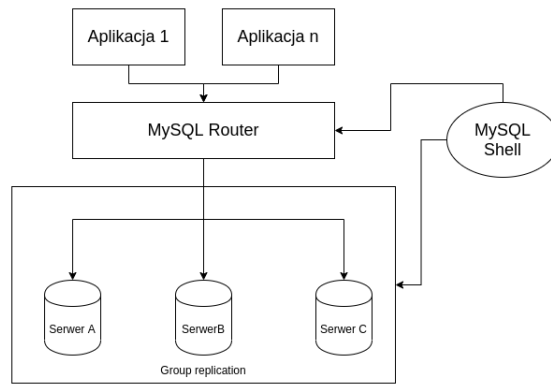 Aplikacja 1
Aplikacja n
MySQL Router
MySQL
Shell
Serwer A
SerwerB
Serwer C
Group replication